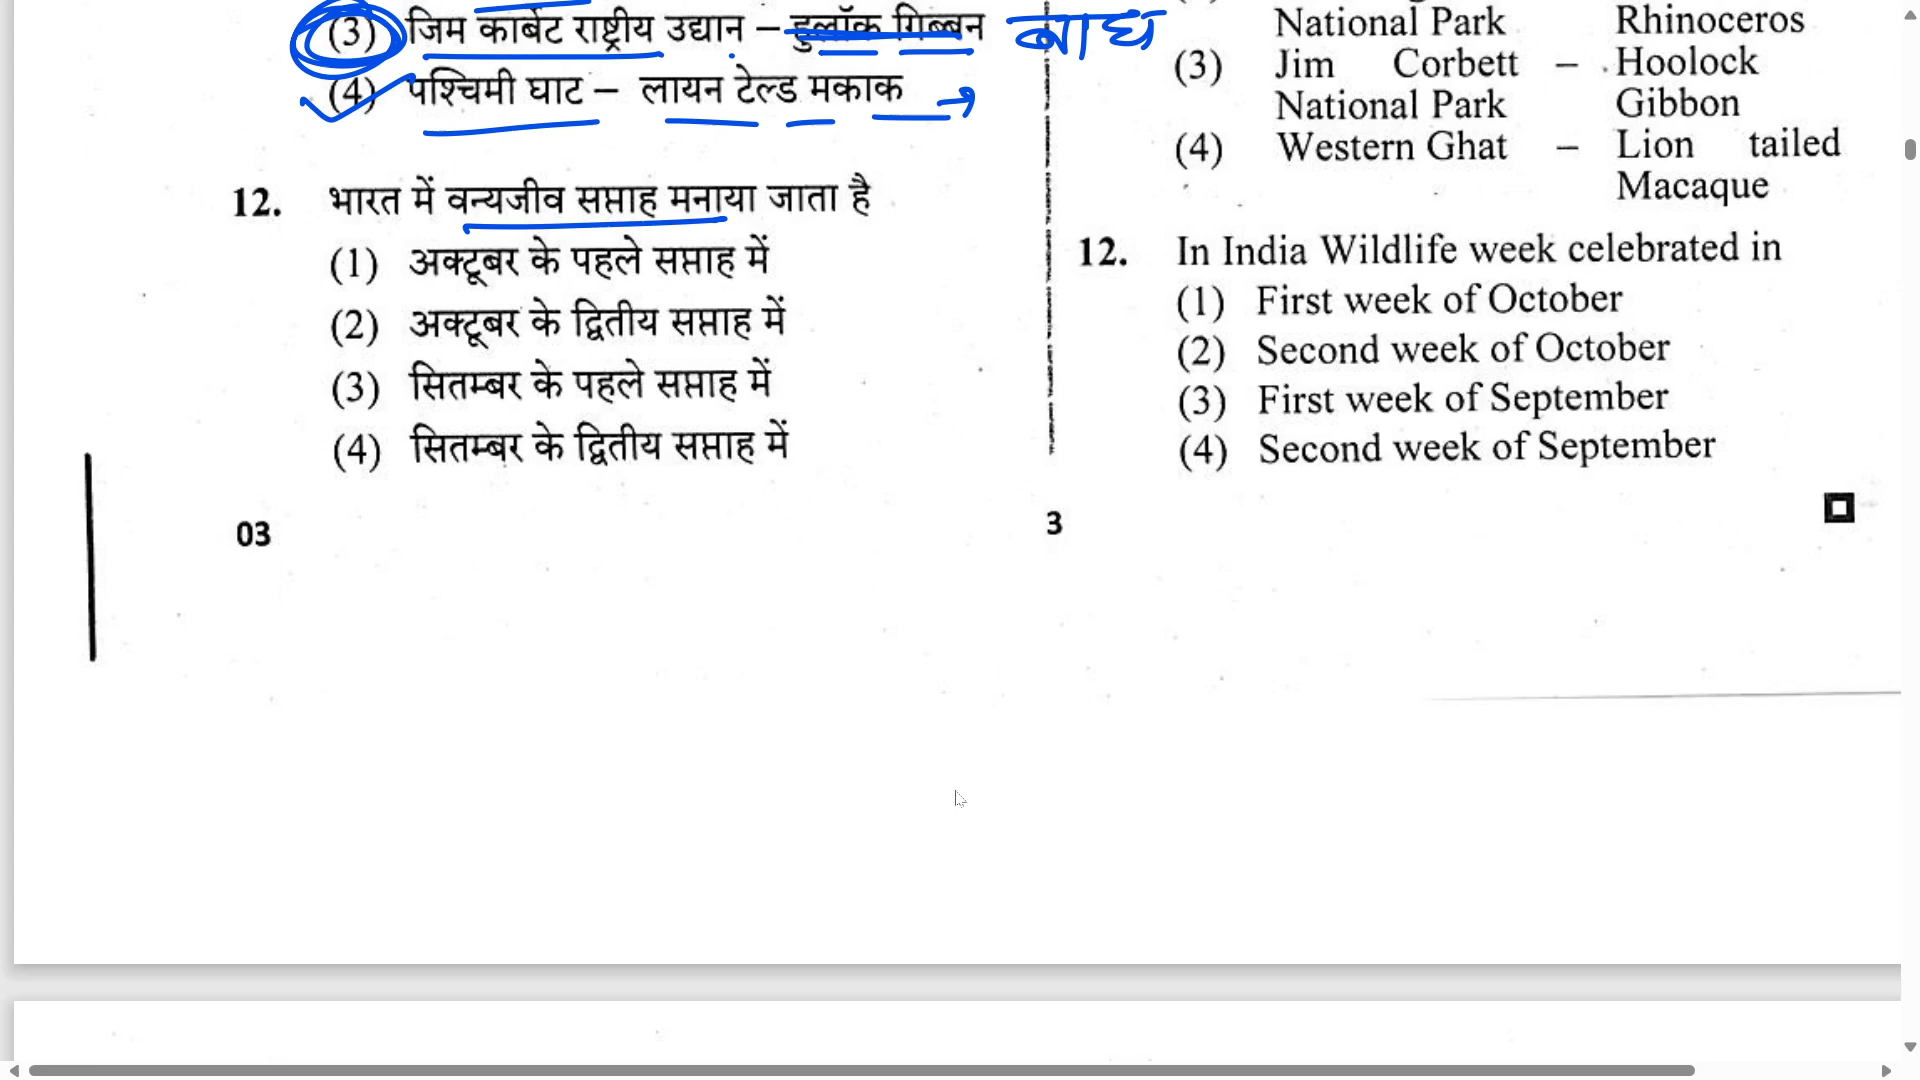 (3) जिम कार्बेट राष्ट्रीय उद्यान – हुलॉक गिब्बन बाघ
(4) पश्चिमी घाट – लायन टेल्ड मकाक
12. भारत में वन्यजीव सप्ताह मनाया जाता है
(1) अक्टूबर के पहले सप्ताह में
(2) अक्टूबर के द्वितीय सप्ताह में
(3) सितम्बर के पहले सप्ताह में
(4) सितम्बर के द्वितीय सप्ताह में
03
National Park Rhinoceros
(3) Jim Corbett – Hoolock
National Park Gibbon
(4) Western Ghat – Lion tailed
Macaque
12. In India Wildlife week celebrated in
(1) First week of October
(2) Second week of October
(3) First week of September
(4) Second week of September
3